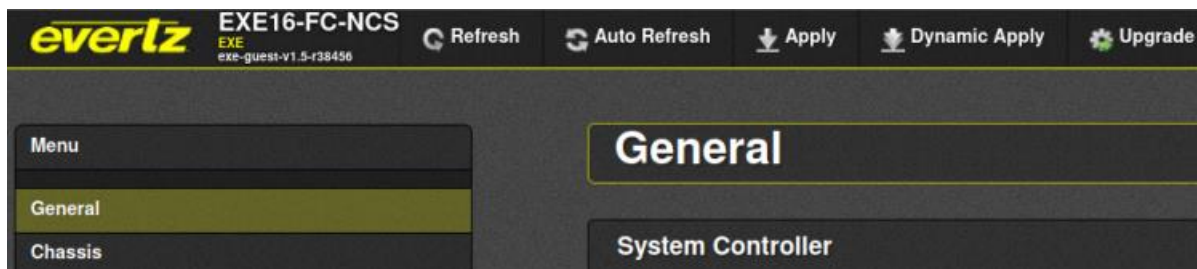 evertz
EXE16-FC-NCS
EXE
exe-guest-v1.5-r38456
Refresh
Auto Refresh
Apply
Dynamic Apply
Upgrade
Menu
General
Chassis
General
System Controller